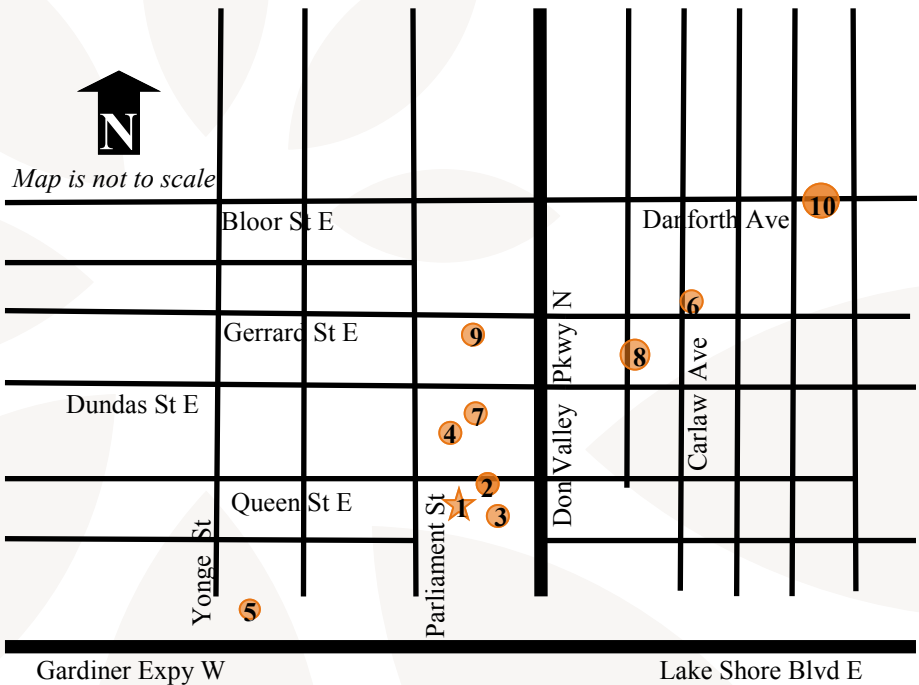 N
Map is not to scale
Bloor St E
Danforth Ave
10
6
Gerrard St E
9
8
Don Valley Pkwy N
Carlaw Ave
Dundas St E
7
4
2
Queen St E
1
3
Parliament St
Yonge St
5
Gardiner Expy W
Lake Shore Blvd E